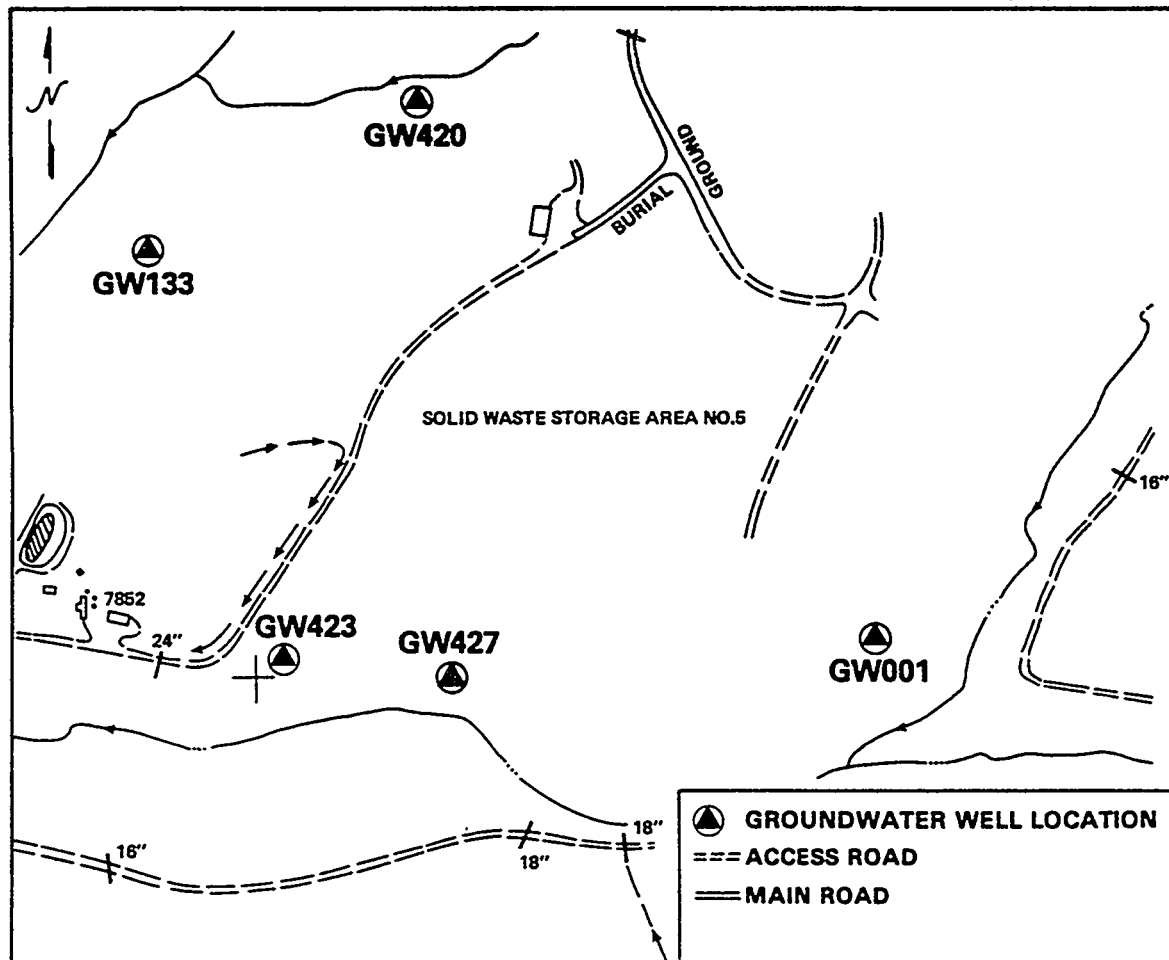 N
GW420
GROUND
BURIAL
GW133
SOLID WASTE STORAGE AREA NO.5
16"
7852
24"
GW423
GW427
GW001
16"
18"
18"
GROUNDWATER WELL LOCATION
ACCESS ROAD
MAIN ROAD